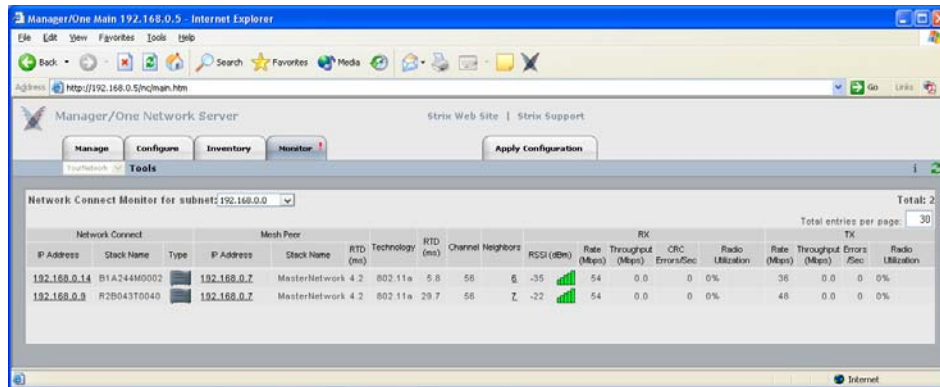 Manager/One Main 192.168.0.5 - Internet Explorer
File Edit View Favorites Tools Help
Back Search Favorites Media
Address http://192.168.0.5/nc/main.htm Go Links
Manager/One Network Server Strix Web Site | Strix Support
Manage Configure Inventory Monitor ! Apply Configuration
YourNetwork Tools i
Network Connect Monitor for subnet: 192.168.0.0 Total: 2
Total entries per page: 30
Network Connect Mesh Peer RX TX
IP Address Stack Name Type IP Address Stack Name RTD (ms) Technology RTD (ms) Channel Neighbors RSSI (dBm) Rate (Mbps) Throughput (Mbps) CRC Errors/Sec Radio Utilization Rate (Mbps) Throughput (Mbps) Errors /Sec Radio Utilization
192.168.0.14 B1A244M0002 192.168.0.7 MasterNetwork 4.2 802.11a 5.8 56 6 -35 54 0.0 0 0% 36 0.0 0 0%
192.168.0.9 R2B043T0040 192.168.0.7 MasterNetwork 4.2 802.11a 29.7 56 7 -22 54 0.0 0 0% 48 0.0 0 0%
Internet